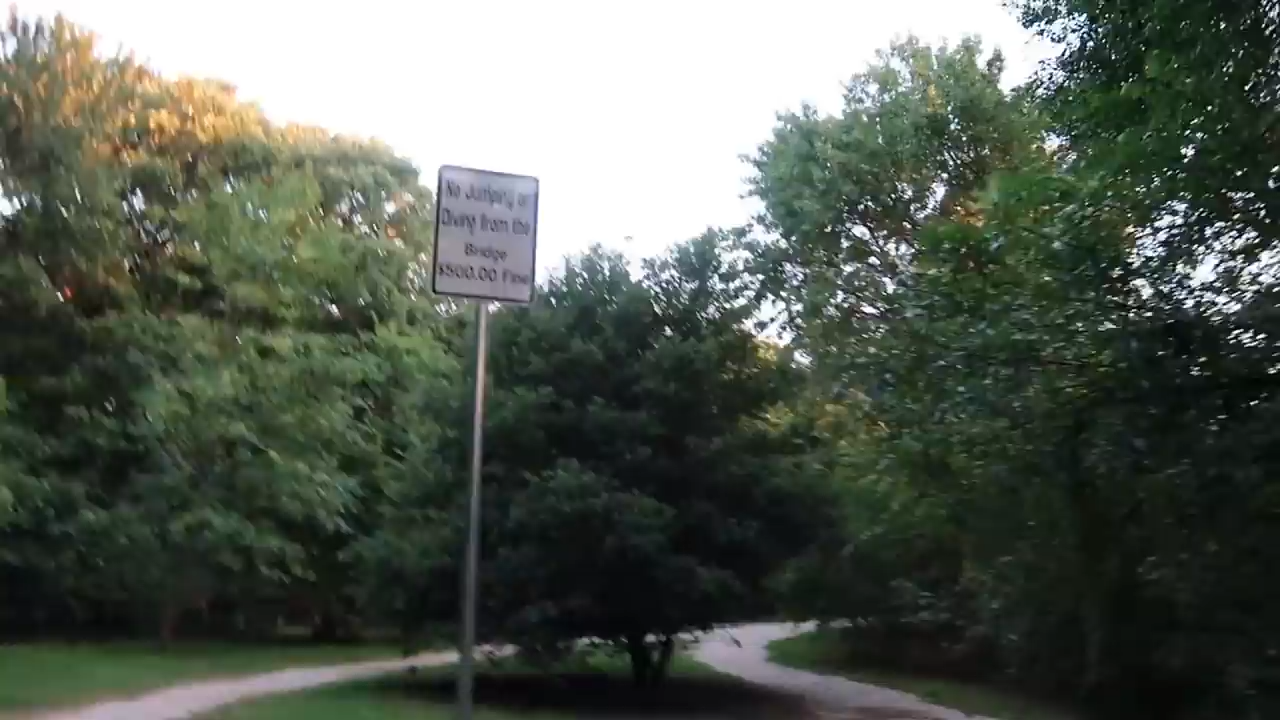 No Jumping or
Diving from the
Bridge
$500.00 Fine